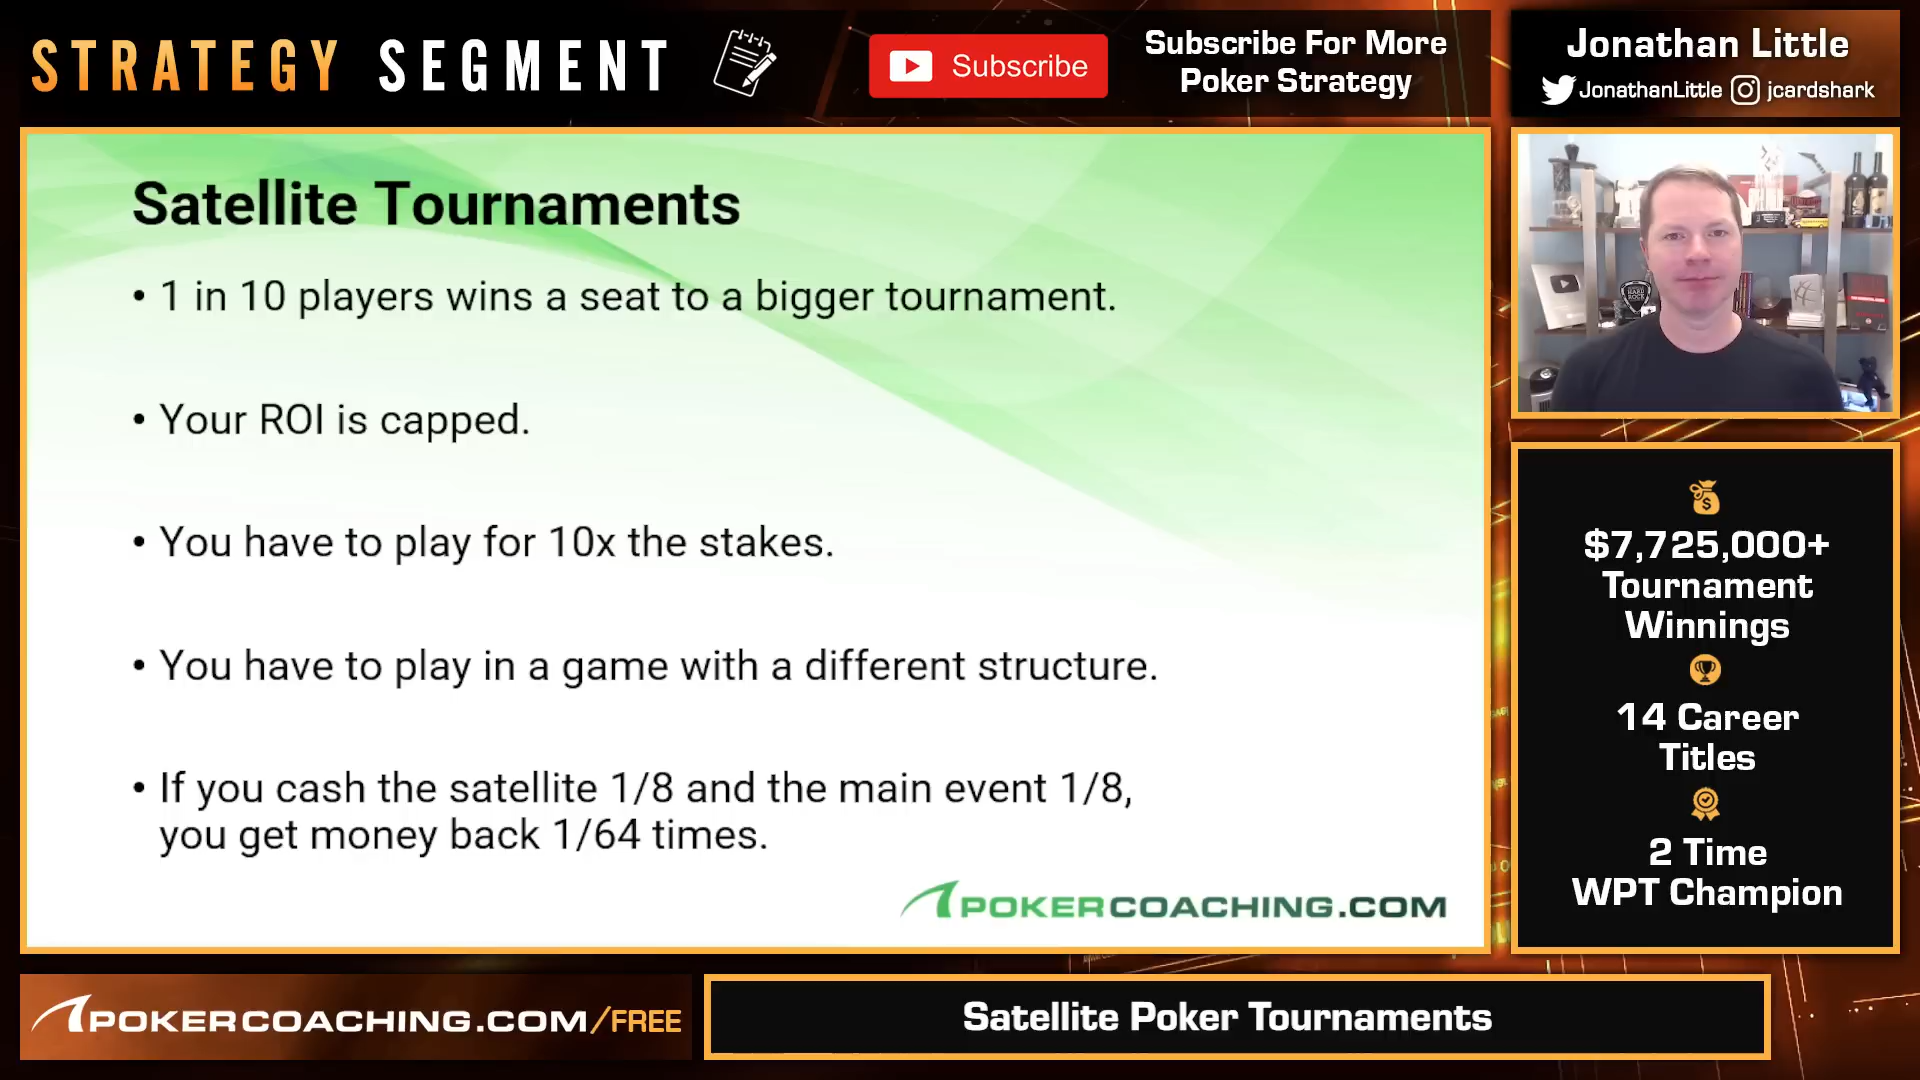 STRATEGY SEGMENT
Subscribe
Subscribe For More
Poker Strategy
Jonathan Little
JonathanLittle jcardshark
Satellite Tournaments
• 1 in 10 players wins a seat to a bigger tournament.
• Your ROI is capped.
• You have to play for 10x the stakes.
• You have to play in a game with a different structure.
• If you cash the satellite 1/8 and the main event 1/8,
you get money back 1/64 times.
POKERCOACHING.COM
$7,725,000+
Tournament
Winnings
14 Career
Titles
2 Time
WPT Champion
POKERCOACHING.COM/FREE
Satellite Poker Tournaments